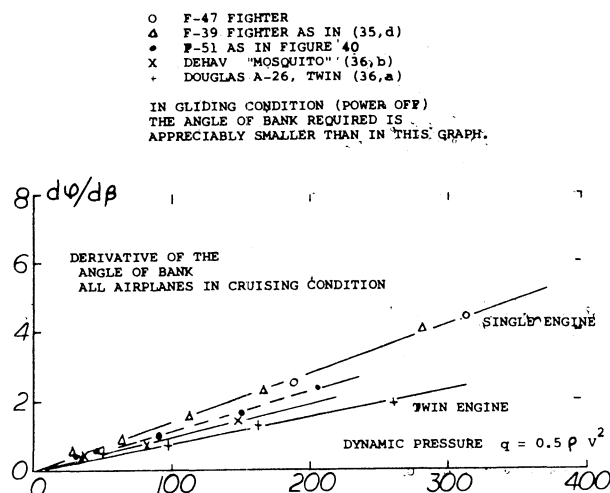 ○ F-47 FIGHTER
△ F-39 FIGHTER AS IN (35,d)
• P-51 AS IN FIGURE 40
x DEHAV "MOSQUITO" (36,b)
+ DOUGLAS A-26, TWIN (36,a)
IN GLIDING CONDITION (POWER OFF)
THE ANGLE OF BANK REQUIRED IS
APPRECIABLY SMALLER THAN IN THIS GRAPH.
8
dφ/dβ
DERIVATIVE OF THE
ANGLE OF BANK
ALL AIRPLANES IN CRUISING CONDITION
6
4
SINGLE ENGINE
2
TWIN ENGINE
DYNAMIC PRESSURE q = 0.5 ρ V²
0
0 100 200 300 400